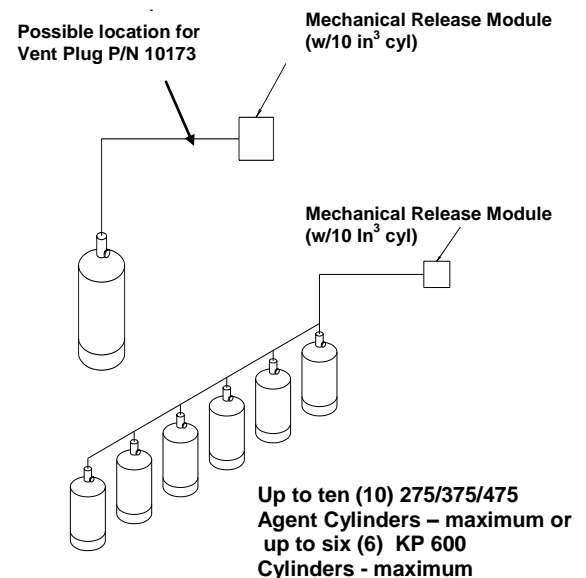 Possible location for
Vent Plug P/N 10173
Mechanical Release Module
(w/10 in³ cyl)
Mechanical Release Module
(w/10 In³ cyl)
Up to ten (10) 275/375/475
Agent Cylinders – maximum or
up to six (6) KP 600
Cylinders - maximum